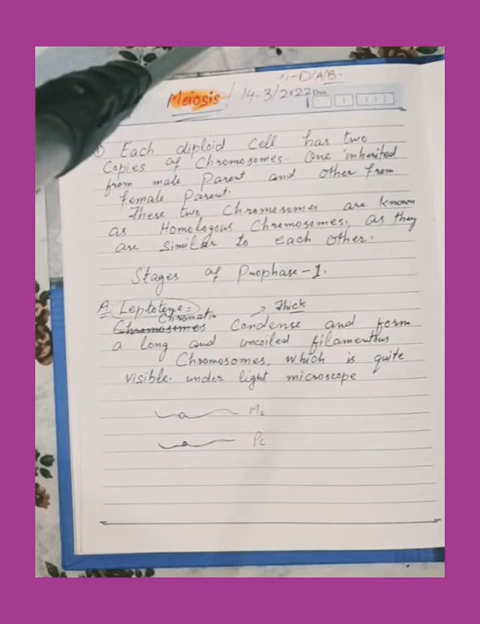 X-D/A/B.
Meiosis 14-3/2022
Each diploid cell has two
Copies of Chromosomes. One inherited
from male Parent and other from
female Parent.
These two Chromosomes are known
as Homologous Chromosomes, as they
are similar to each other.
Stages of Prophase-I.
A: Leptotene:
Thick
Chromatin
Chromosomes Condense and form
a long and uncoiled filamentous
Chromosomes, which is quite
visible under light microscope
Mc
Pc